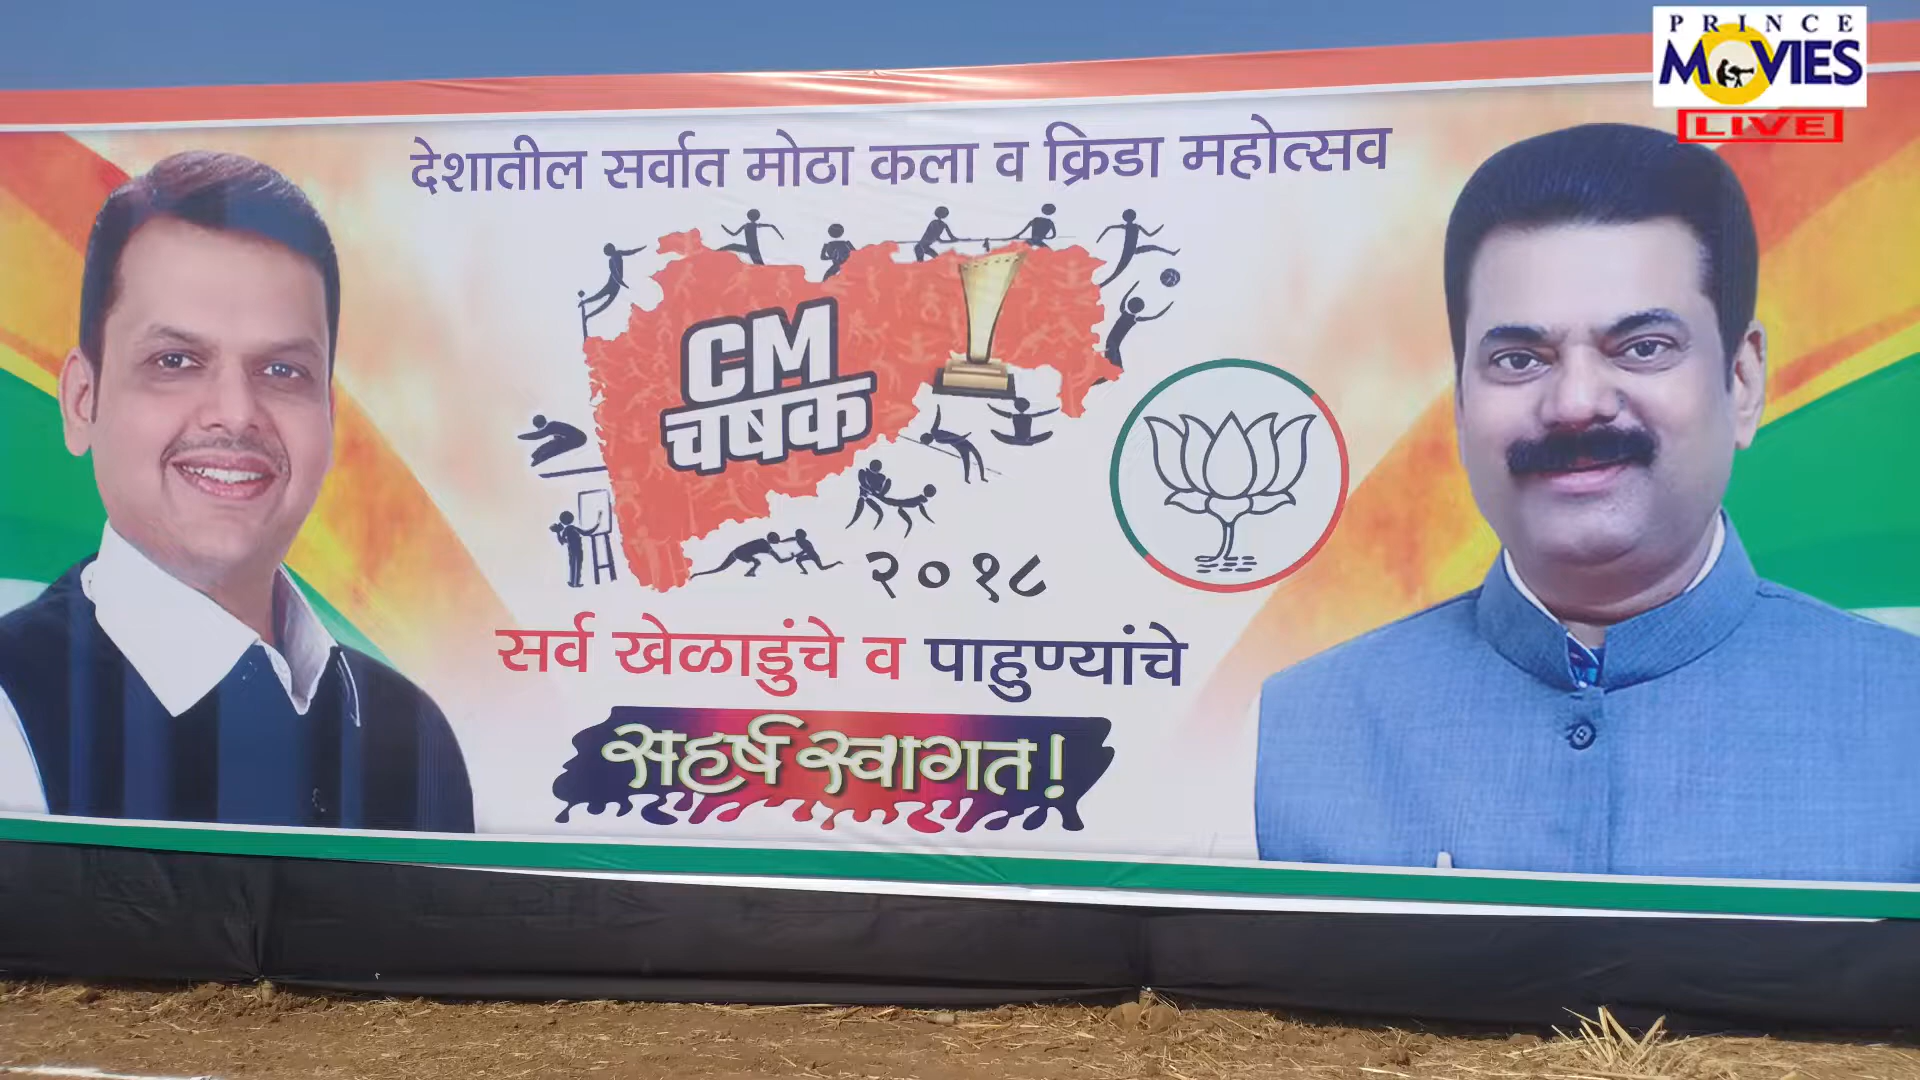 PRINCE
MOVIES
LIVE
देशातील सर्वात मोठा कला व क्रिडा महोत्सव
CM
चषक
२०१८
सर्व खेळाडुंचे व पाहुण्यांचे
सहर्ष स्वागत!